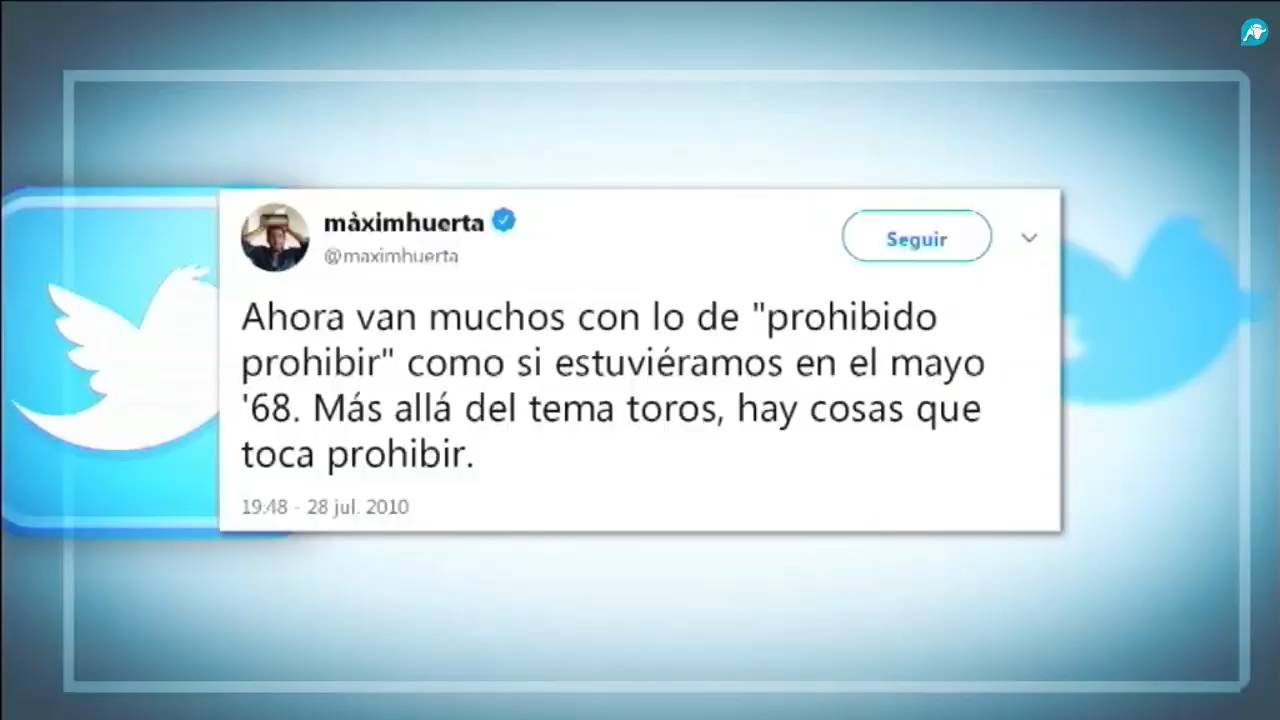 màximhuerta
@maximhuerta
Seguir
Ahora van muchos con lo de "prohibido
prohibir" como si estuviéramos en el mayo
'68. Más allá del tema toros, hay cosas que
toca prohibir.
19:48 - 28 jul. 2010